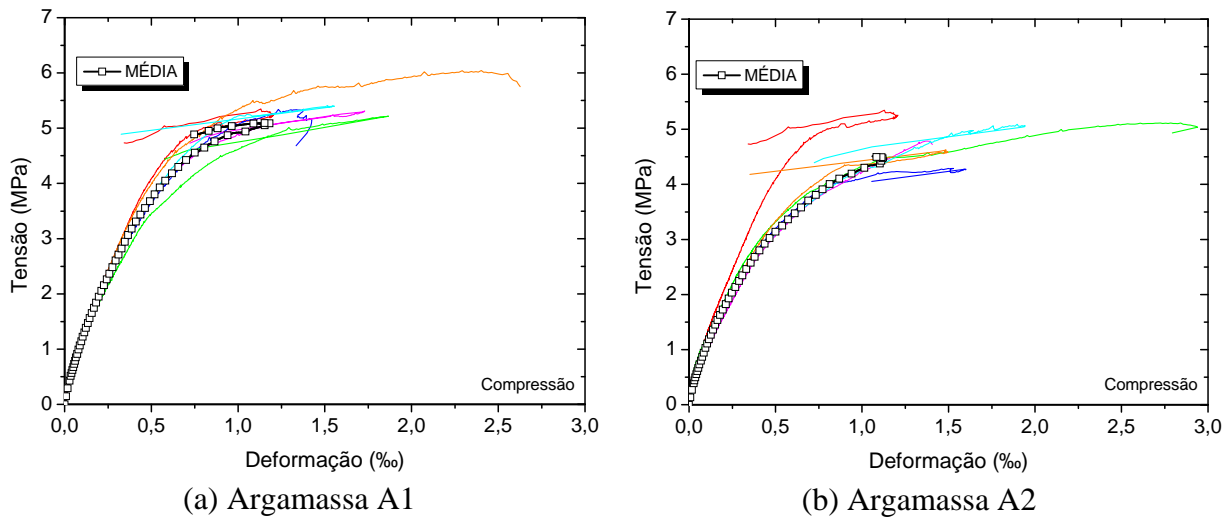 7
6
5
4
3
2
1
0
Tensão (MPa)
MÉDIA
Compressão
0,0 0,5 1,0 1,5 2,0 2,5 3,0
Deformação (‰)
(a) Argamassa A1
7
6
5
4
3
2
1
0
Tensão (MPa)
MÉDIA
Compressão
0,0 0,5 1,0 1,5 2,0 2,5 3,0
Deformação (‰)
(b) Argamassa A2